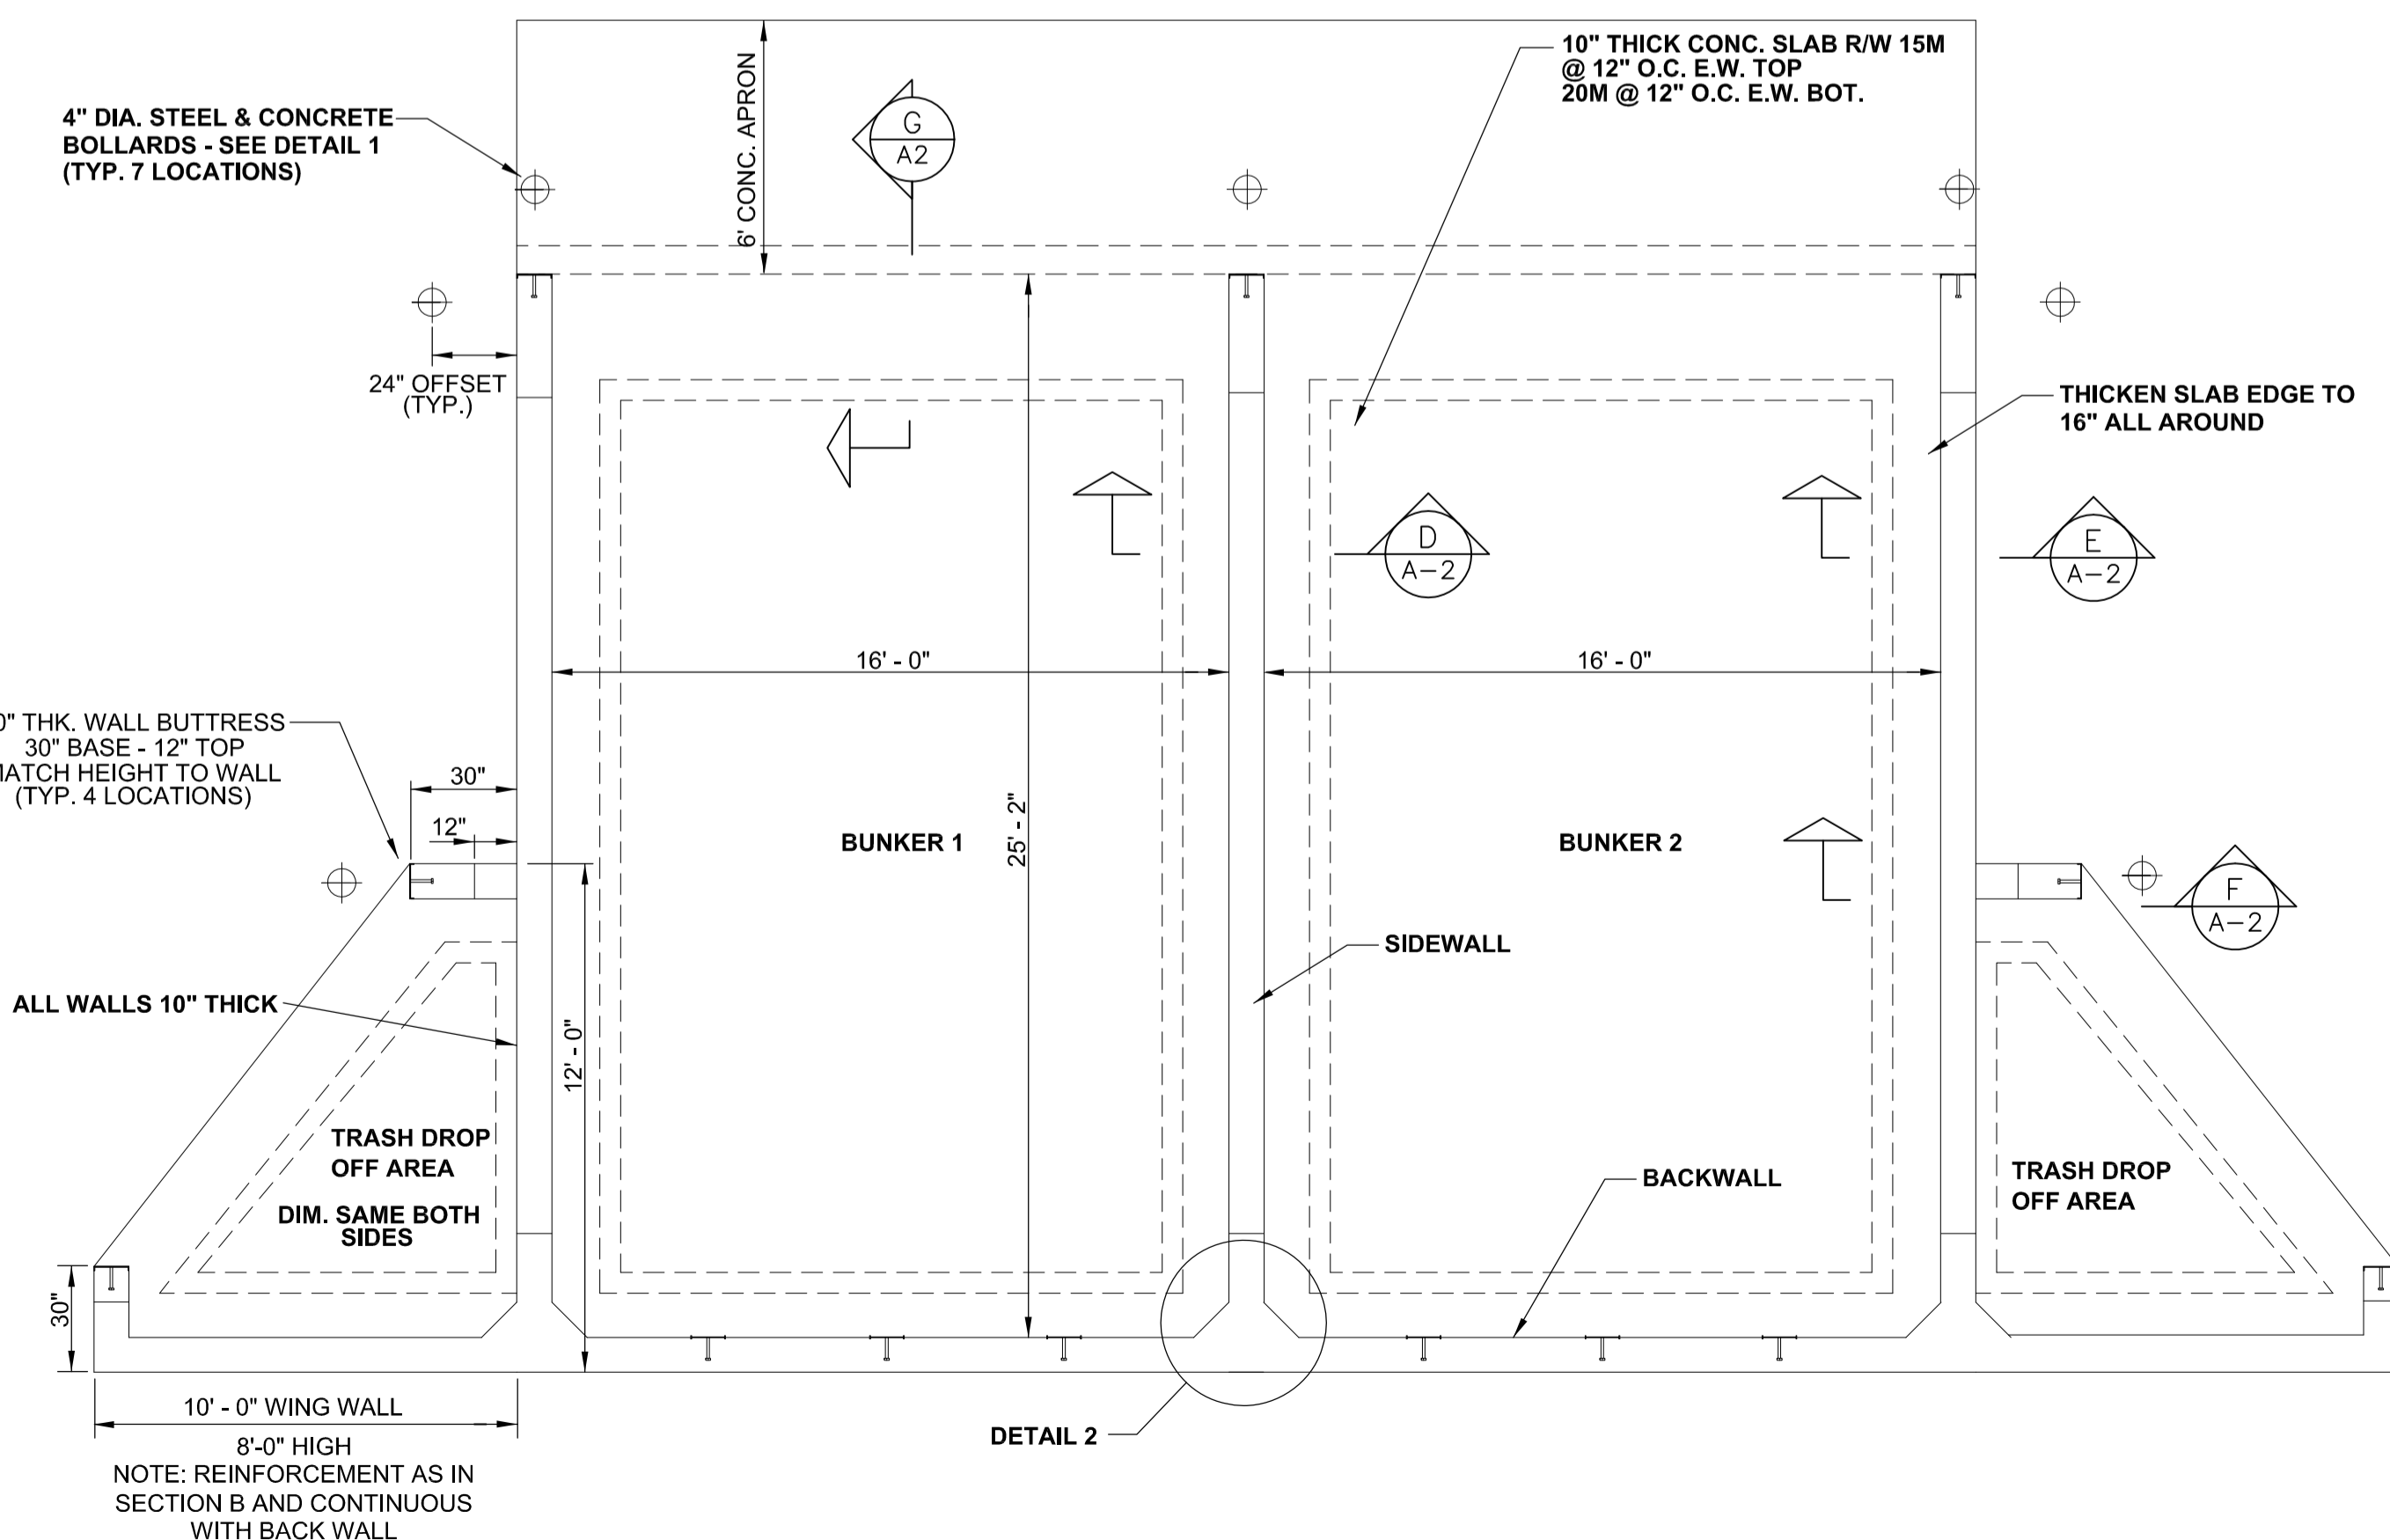 4" DIA. STEEL & CONCRETE
BOLLARDS - SEE DETAIL 1
(TYP. 7 LOCATIONS)
6' CONC. APRON
G
A2
10" THICK CONC. SLAB R/W 15M
@ 12" O.C. E.W. TOP
20M @ 12" O.C. E.W. BOT.
24" OFFSET
(TYP.)
THICKEN SLAB EDGE TO
16" ALL AROUND
D
A-2
E
A-2
16' - 0"
16' - 0"
THK. WALL BUTTRESS
30" BASE - 12" TOP
HEIGHT TO WALL
(TYP. 4 LOCATIONS)
30"
12"
25' - 2"
BUNKER 1
BUNKER 2
F
A-2
SIDEWALL
ALL WALLS 10" THICK
12' - 0"
TRASH DROP
OFF AREA
DIM. SAME BOTH
SIDES
BACKWALL
TRASH DROP
OFF AREA
30"
10' - 0" WING WALL
8'-0" HIGH
NOTE: REINFORCEMENT AS IN
SECTION B AND CONTINUOUS
WITH BACK WALL
DETAIL 2